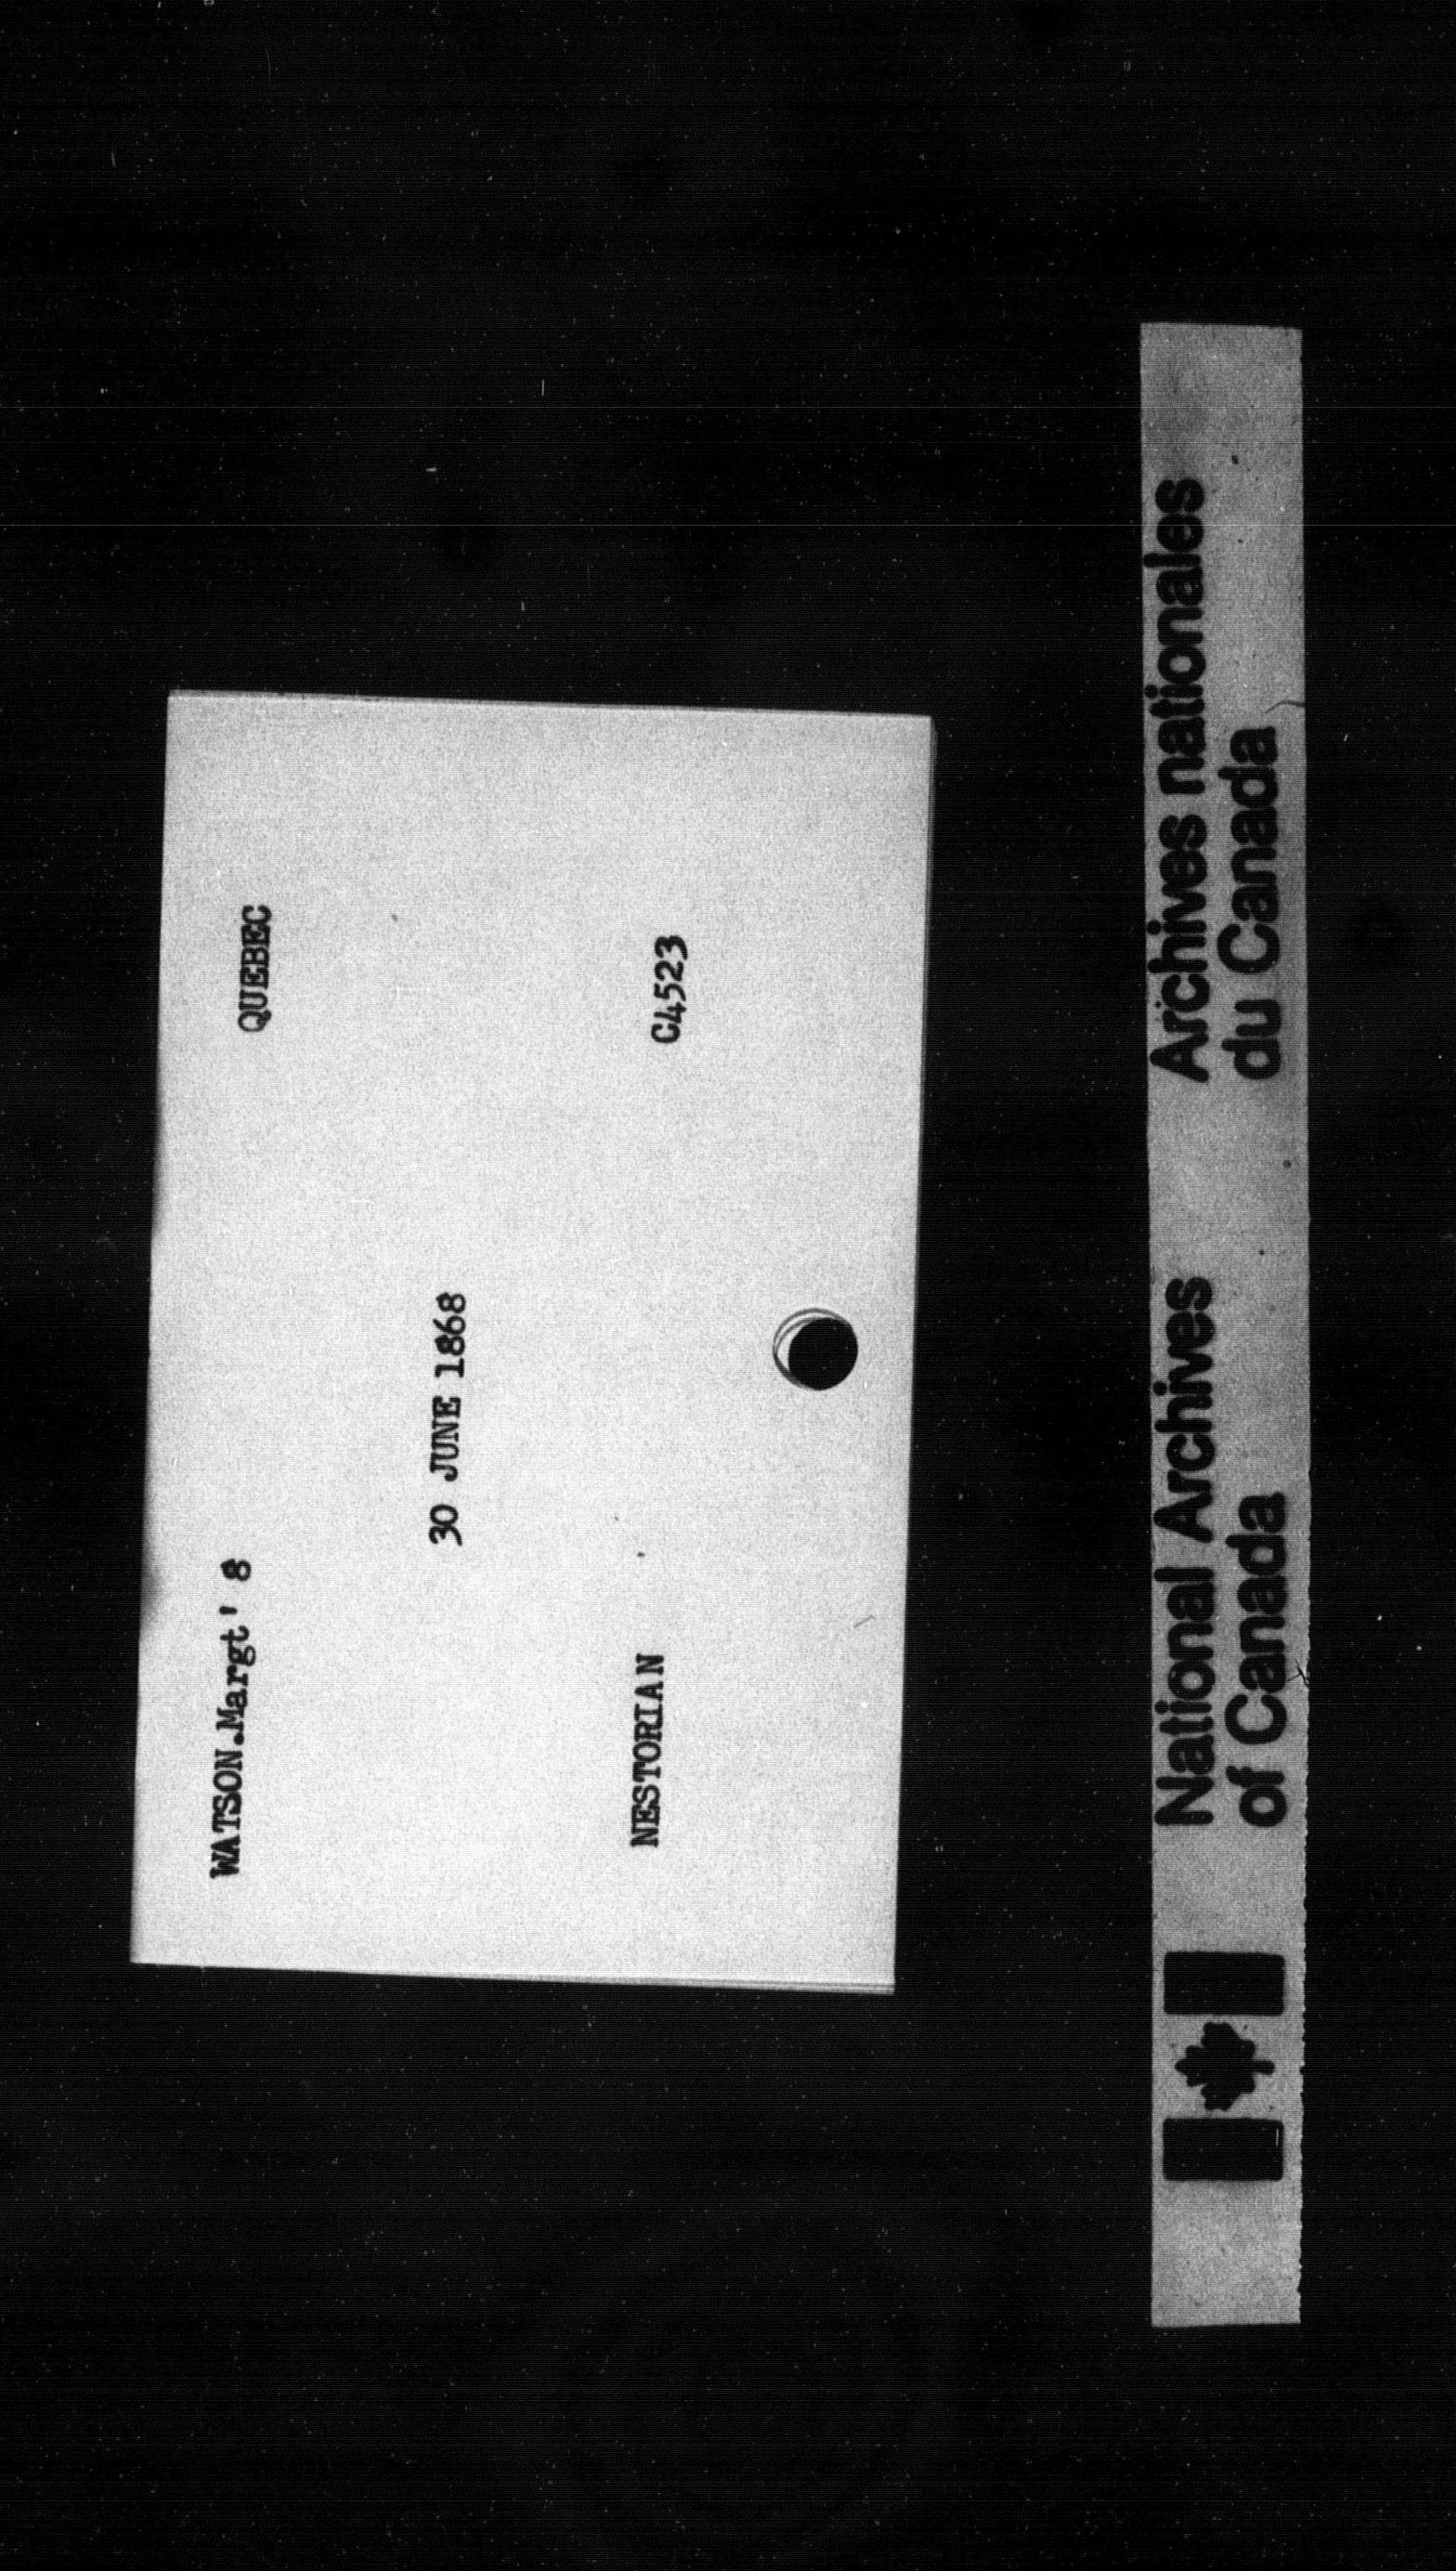 WATSON.Margt' 8 QUEBEC
30 JUNE 1868
NESTORIAN C4523
National Archives
of Canada
Archives nationales
du Canada